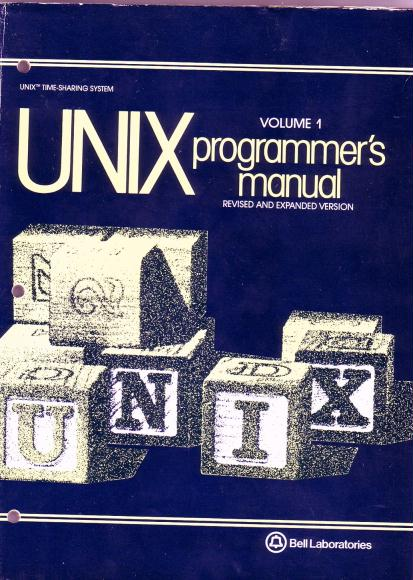 UNIX™ TIME-SHARING SYSTEM
UNIX
VOLUME 1
programmer's
manual
REVISED AND EXPANDED VERSION
U N I X
Bell Laboratories